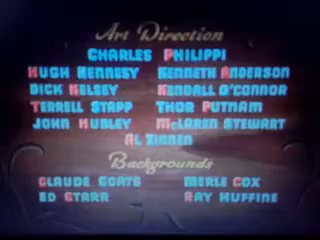 Art Direction
CHARLES PHILIPPI
HUGH HENNESY KENNETH ANDERSON
DICK KELSEY KENDALL O'CONNOR
TERRELL STAPP THOR PUTNAM
JOHN HUBLEY McLAREN STEWART
AL ZINNEN
Backgrounds
CLAUDE COATS MERLE COX
ED STARR RAY HUFFINE